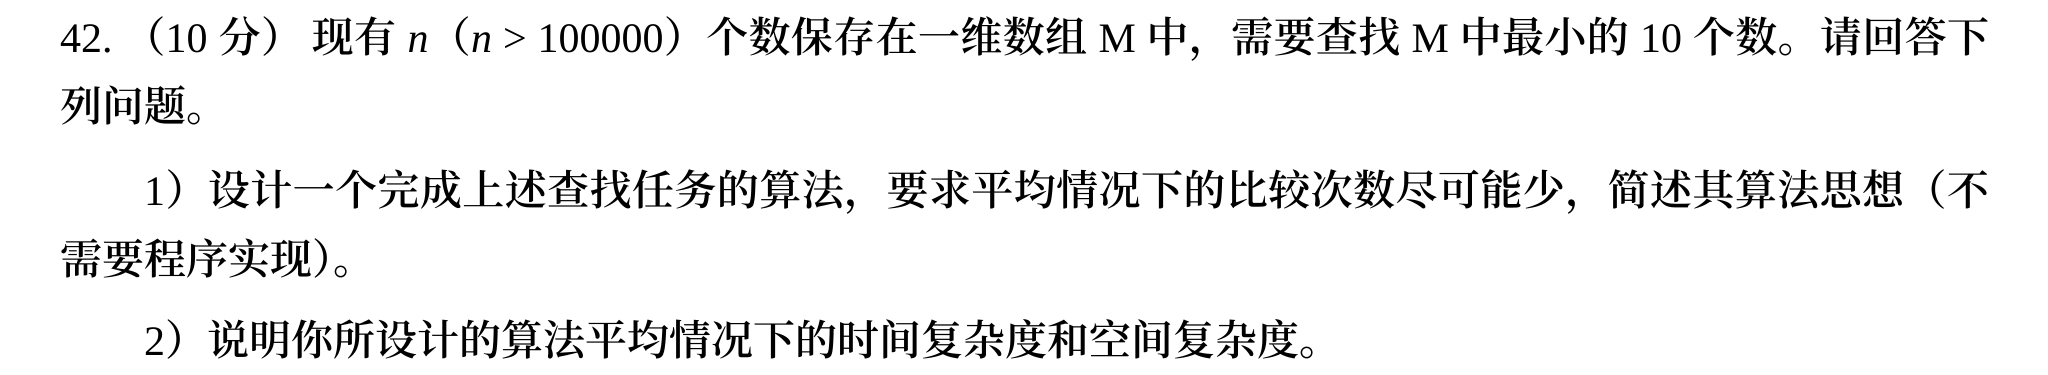 42. （10 分） 现有 n（n > 100000）个数保存在一维数组 M 中，需要查找 M 中最小的 10 个数。请回答下
列问题。
1）设计一个完成上述查找任务的算法，要求平均情况下的比较次数尽可能少，简述其算法思想（不
需要程序实现）。
2）说明你所设计的算法平均情况下的时间复杂度和空间复杂度。